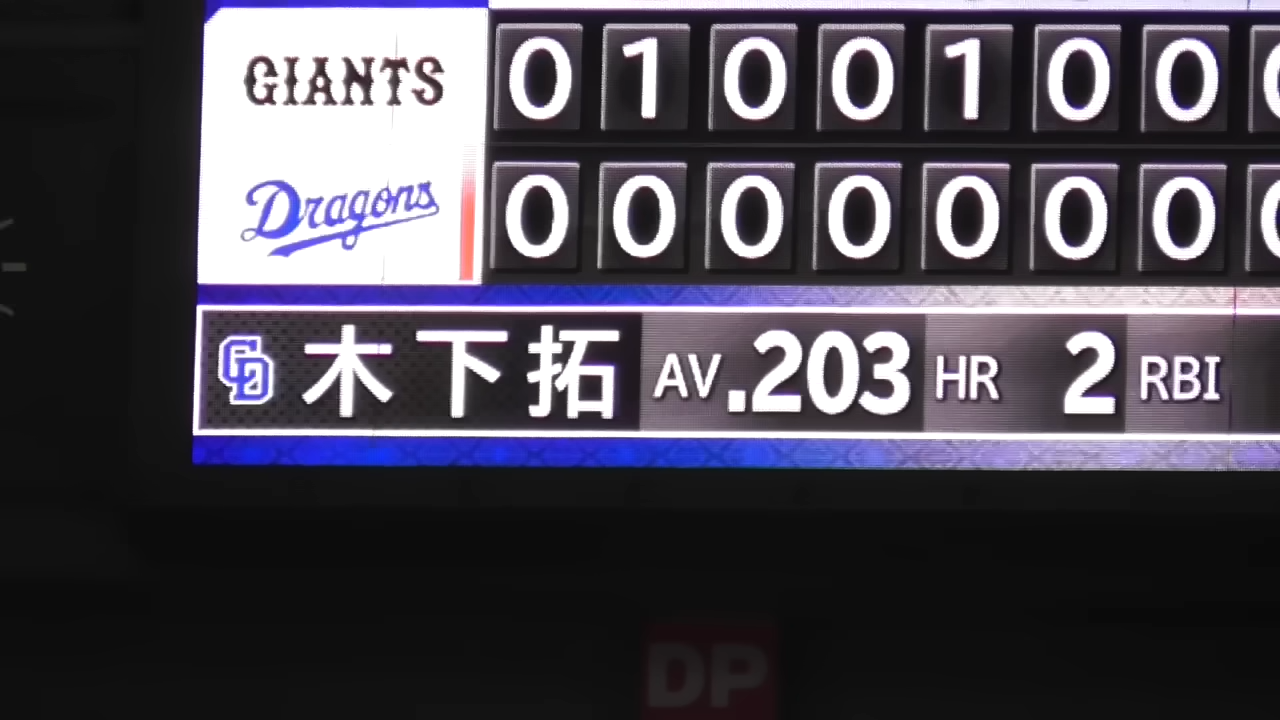 GIANTS 0 1 0 0 1 0 0
Dragons 0 0 0 0 0 0 0
CD 木下拓 AV .203 HR 2 RBI
DP